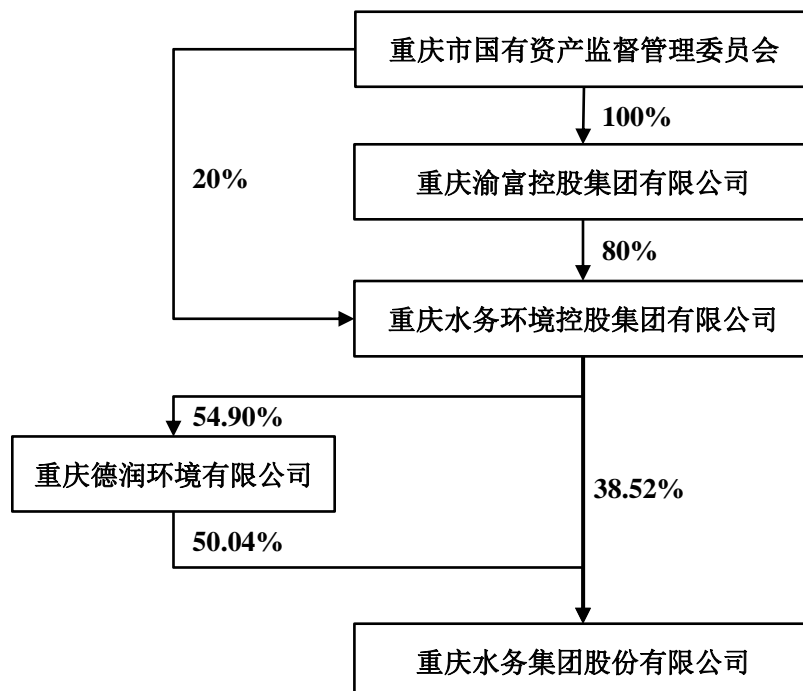 重庆市国有资产监督管理委员会
100%
20%
重庆渝富控股集团有限公司
80%
重庆水务环境控股集团有限公司
54.90%
重庆德润环境有限公司
38.52%
50.04%
重庆水务集团股份有限公司